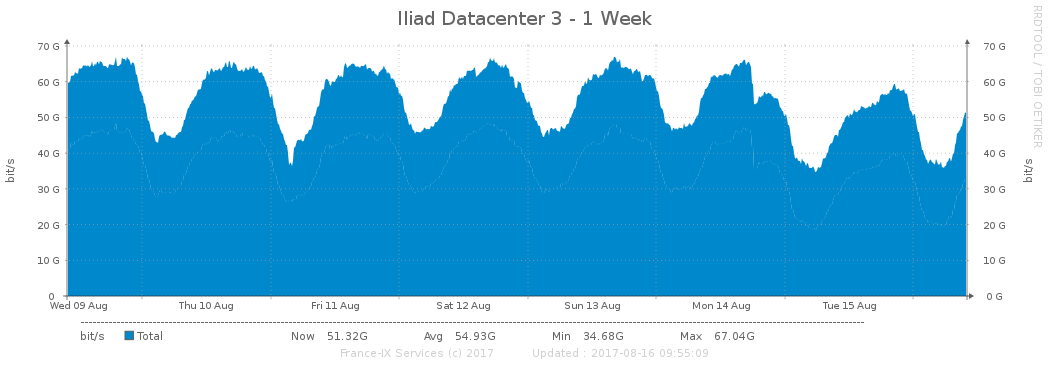 Iliad Datacenter 3 - 1 Week
RRDTOOL / TOBI OETIKER
70 G 70 G
60 G 60 G
50 G 50 G
40 G 40 G
30 G 30 G
20 G 20 G
10 G 10 G
0 0 G
bit/s bit/s
Wed 09 Aug Thu 10 Aug Fri 11 Aug Sat 12 Aug Sun 13 Aug Mon 14 Aug Tue 15 Aug
bit/s Total Now 51.32G Avg 54.93G Min 34.68G Max 67.04G
France-IX Services (c) 2017 Updated : 2017-08-16 09:55:09